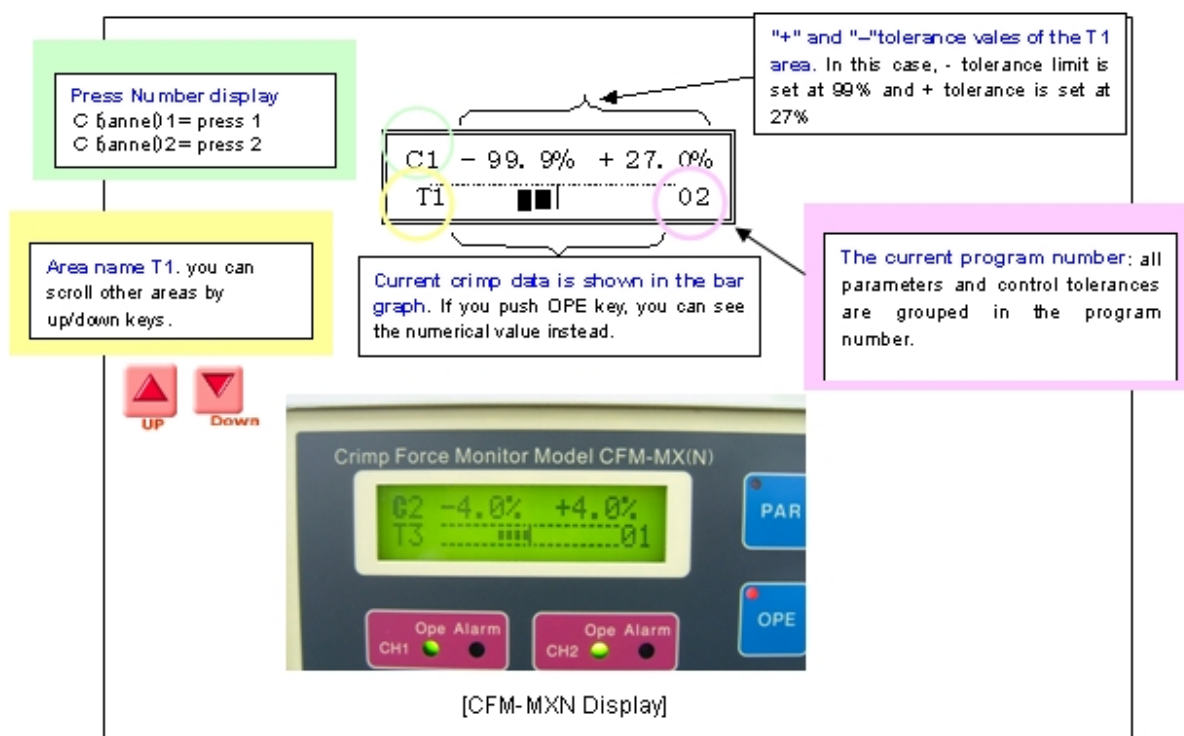 "+" and "–"tolerance vales of the T1
area. In this case, - tolerance limit is
set at 99% and + tolerance is set at
27%
Press Number display
C (hannel)1= press 1
C (hannel)2= press 2
C1 - 99. 9% + 27. 0%
T1 02
Area name T1. you can
scroll other areas by
up/down keys.
Current crimp data is shown in the bar
graph. If you push OPE key, you can see
the numerical value instead.
The current program number: all
parameters and control tolerances
are grouped in the program
number.
UP Down
Crimp Force Monitor Model CFM-MX(N)
C2 -4.0% +4.0%
T3 01
PAR
OPE
Ope Alarm
CH1
Ope Alarm
CH2
[CFM-MXN Display]